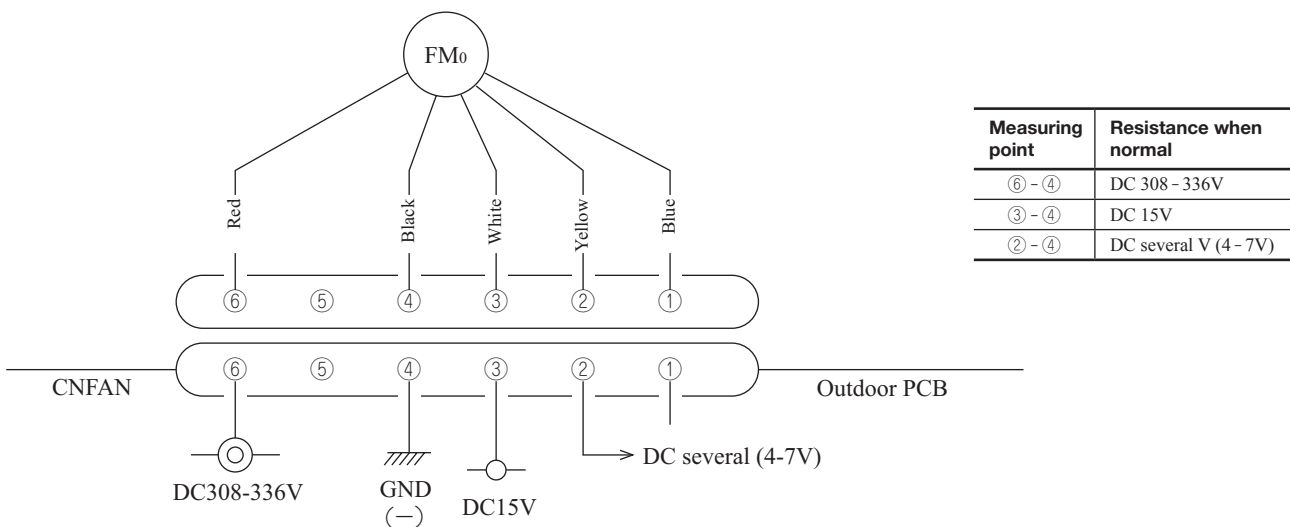 FM₀
Red
Black
White
Yellow
Blue
⑥ ⑤ ④ ③ ② ①
⑥ ⑤ ④ ③ ② ①
CNFAN
Outdoor PCB
DC308-336V
GND
(−)
DC15V
DC several (4-7V)
Measuring point
Resistance when normal
⑥ – ④ DC 308 – 336V
③ – ④ DC 15V
② – ④ DC several V (4 – 7V)